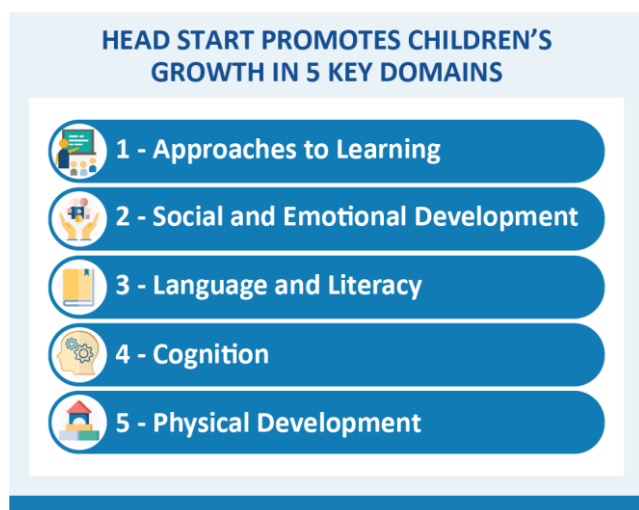 HEAD START PROMOTES CHILDREN’S
GROWTH IN 5 KEY DOMAINS
1 - Approaches to Learning
2 - Social and Emotional Development
3 - Language and Literacy
4 - Cognition
5 - Physical Development